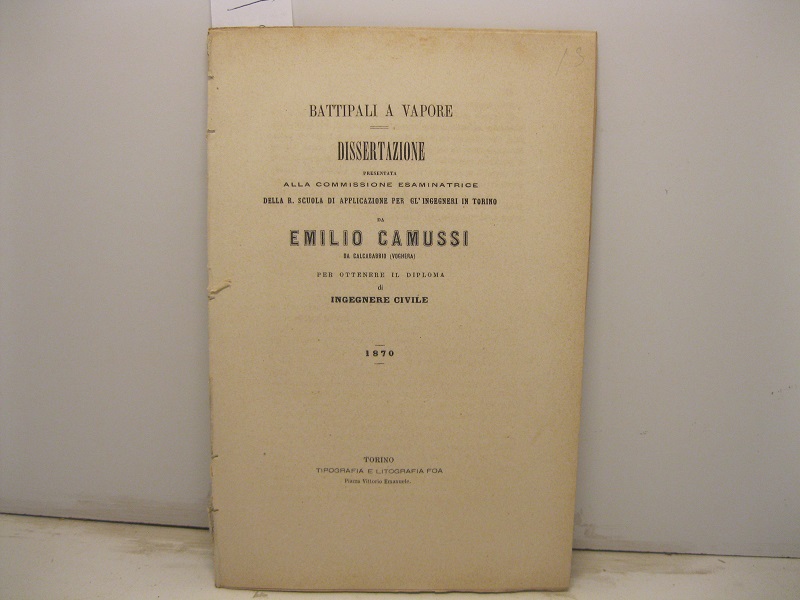 13
BATTIPALI A VAPORE
DISSERTAZIONE
PRESENTATA
ALLA COMMISSIONE ESAMINATRICE
DELLA R. SCUOLA DI APPLICAZIONE PER GL'INGEGNERI IN TORINO
DA
EMILIO CAMUSSI
DA CALCABABBIO (VOGHERA)
PER OTTENERE IL DIPLOMA
di
INGEGNERE CIVILE
1870
TORINO
TIPOGRAFIA E LITOGRAFIA FOA
Piazza Vittorio Emanuele.